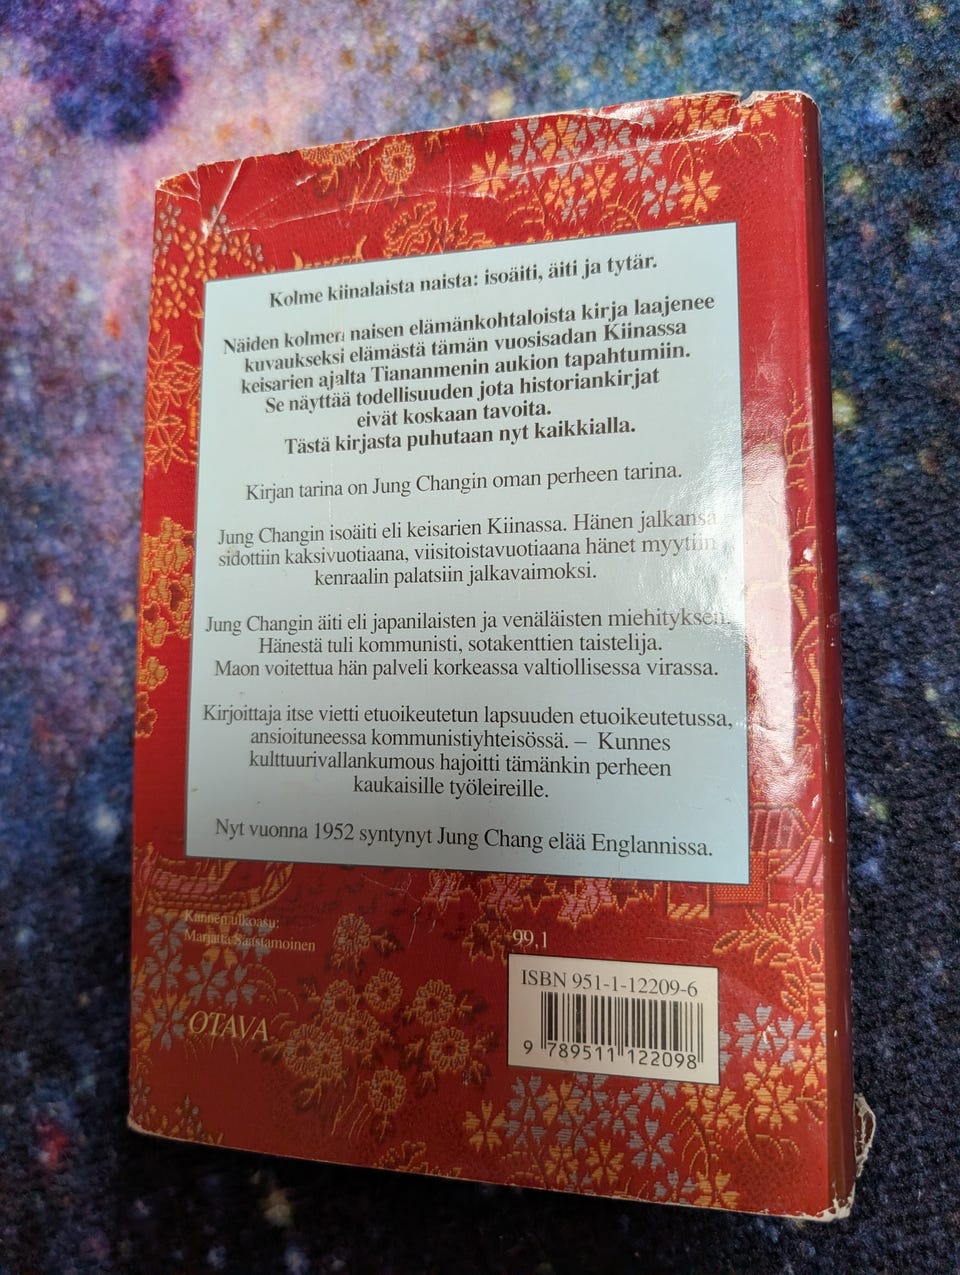 Kolme kiinalaista naista: isoäiti, äiti ja tytär.
Näiden kolmen naisen elämänkohtaloista kirja laajenee
kuvaukseksi elämästä tämän vuosisadan Kiinassa
keisarien ajalta Tiananmenin aukion tapahtumiin.
Se näyttää todellisuuden jota historiankirjat
eivät koskaan tavoita.
Tästä kirjasta puhutaan nyt kaikkialla.
Kirjan tarina on Jung Changin oman perheen tarina.
Jung Changin isoäiti eli keisarien Kiinassa. Hänen jalkansa
sidottiin kaksivuotiaana, viisitoistavuotiaana hänet myytiin
kenraalin palatsiin jalkavaimoksi.
Jung Changin äiti eli japanilaisten ja venäläisten miehityksen.
Hänestä tuli kommunisti, sotakenttien taistelija.
Maon voitettua hän palveli korkeassa valtiollisessa virassa.
Kirjoittaja itse vietti etuoikeutetun lapsuuden etuoikeutetussa,
ansioituneessa kommunistiyhteisössä. – Kunnes
kulttuurivallankumous hajoitti tämänkin perheen
kaukaisille työleireille.
Nyt vuonna 1952 syntynyt Jung Chang elää Englannissa.
Kannen ulkoasu:
Marjatta Saastamoinen
OTAVA
99.1
ISBN 951-1-12209-6
9 789511 122098